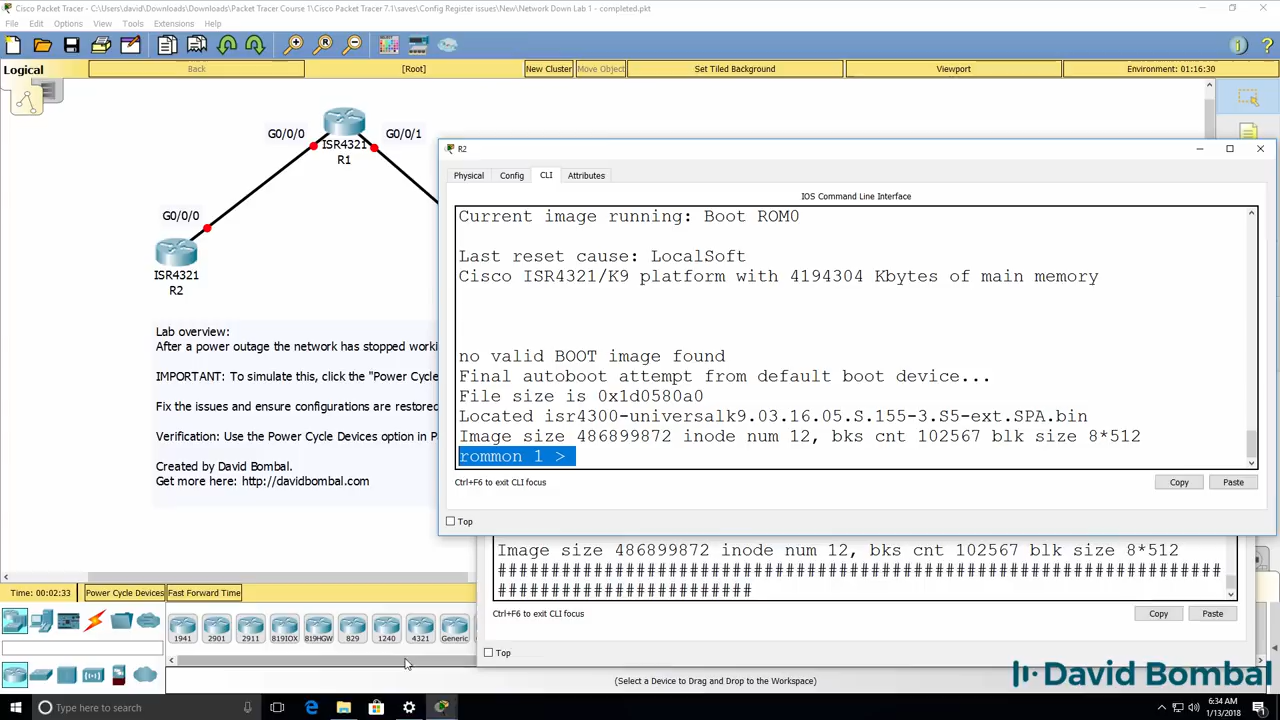 Cisco Packet Tracer - C:\Users\david\Downloads\Downloads\Packet Tracer Course 1\Cisco Packet Tracer 7.1\saves\Config Register issues\New\Network Down Lab 1 - completed.pkt
File Edit Options View Tools Extensions Help
Logical Back [Root] New Cluster Move Object Set Tiled Background Viewport Environment: 01:16:30
G0/0/0 G0/0/1
ISR4321
R1
G0/0/0
ISR4321
R2
Lab overview:
After a power outage the network has stopped worki
IMPORTANT: To simulate this, click the "Power Cycle
Fix the issues and ensure configurations are restored
Verification: Use the Power Cycle Devices option in P
Created by David Bombal.
Get more here: http://davidbombal.com
R2
Physical Config CLI Attributes
IOS Command Line Interface
Current image running: Boot ROM0
Last reset cause: LocalSoft
Cisco ISR4321/K9 platform with 4194304 Kbytes of main memory
no valid BOOT image found
Final autoboot attempt from default boot device...
File size is 0x1d0580a0
Located isr4300-universalk9.03.16.05.S.155-3.S5-ext.SPA.bin
Image size 486899872 inode num 12, bks cnt 102567 blk size 8*512
rommon 1 >
Ctrl+F6 to exit CLI focus Copy Paste
Top
Image size 486899872 inode num 12, bks cnt 102567 blk size 8*512
####################################################################
########################
Ctrl+F6 to exit CLI focus Copy Paste
Top
Time: 00:02:33 Power Cycle Devices Fast Forward Time
1941 2901 2911 819IOX 819HGW 829 1240 4321 Generic
(Select a Device to Drag and Drop to the Workspace)
David Bombal
Type here to search
6:34 AM
1/13/2018